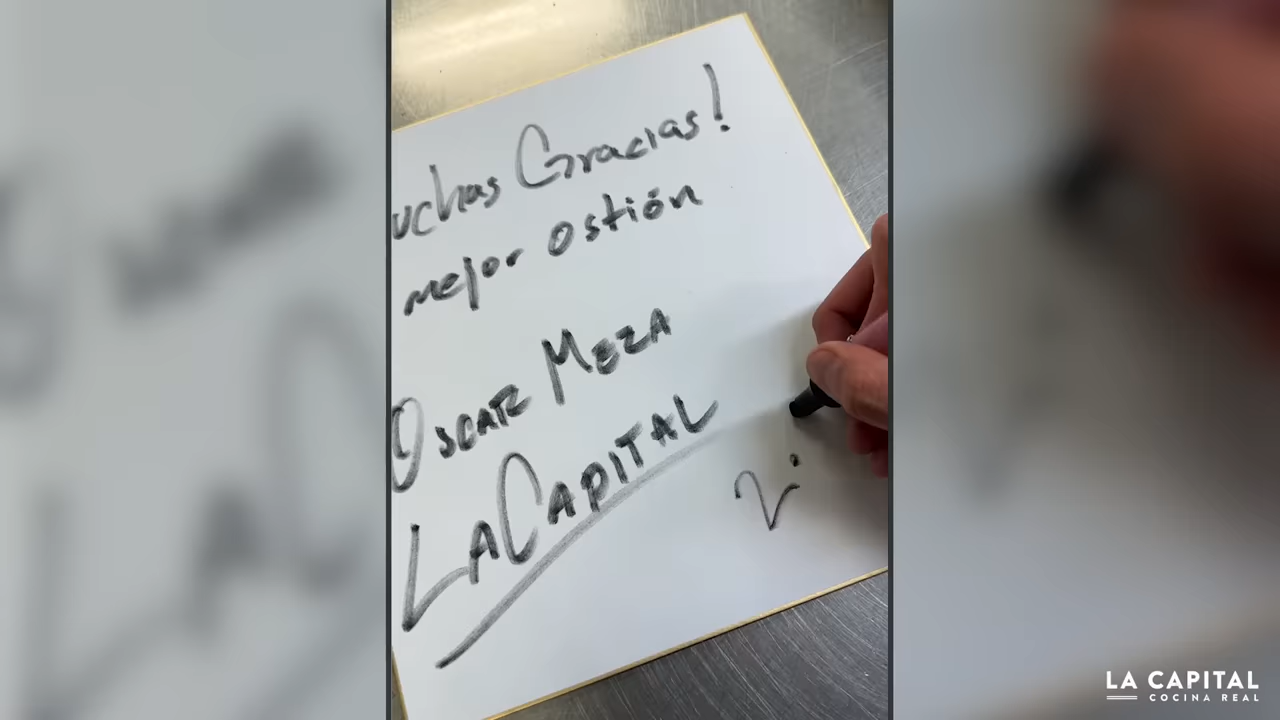 uchas Gracias!
mejor ostión
Oscar Meza
LaCapital
LA CAPITAL
COCINA REAL